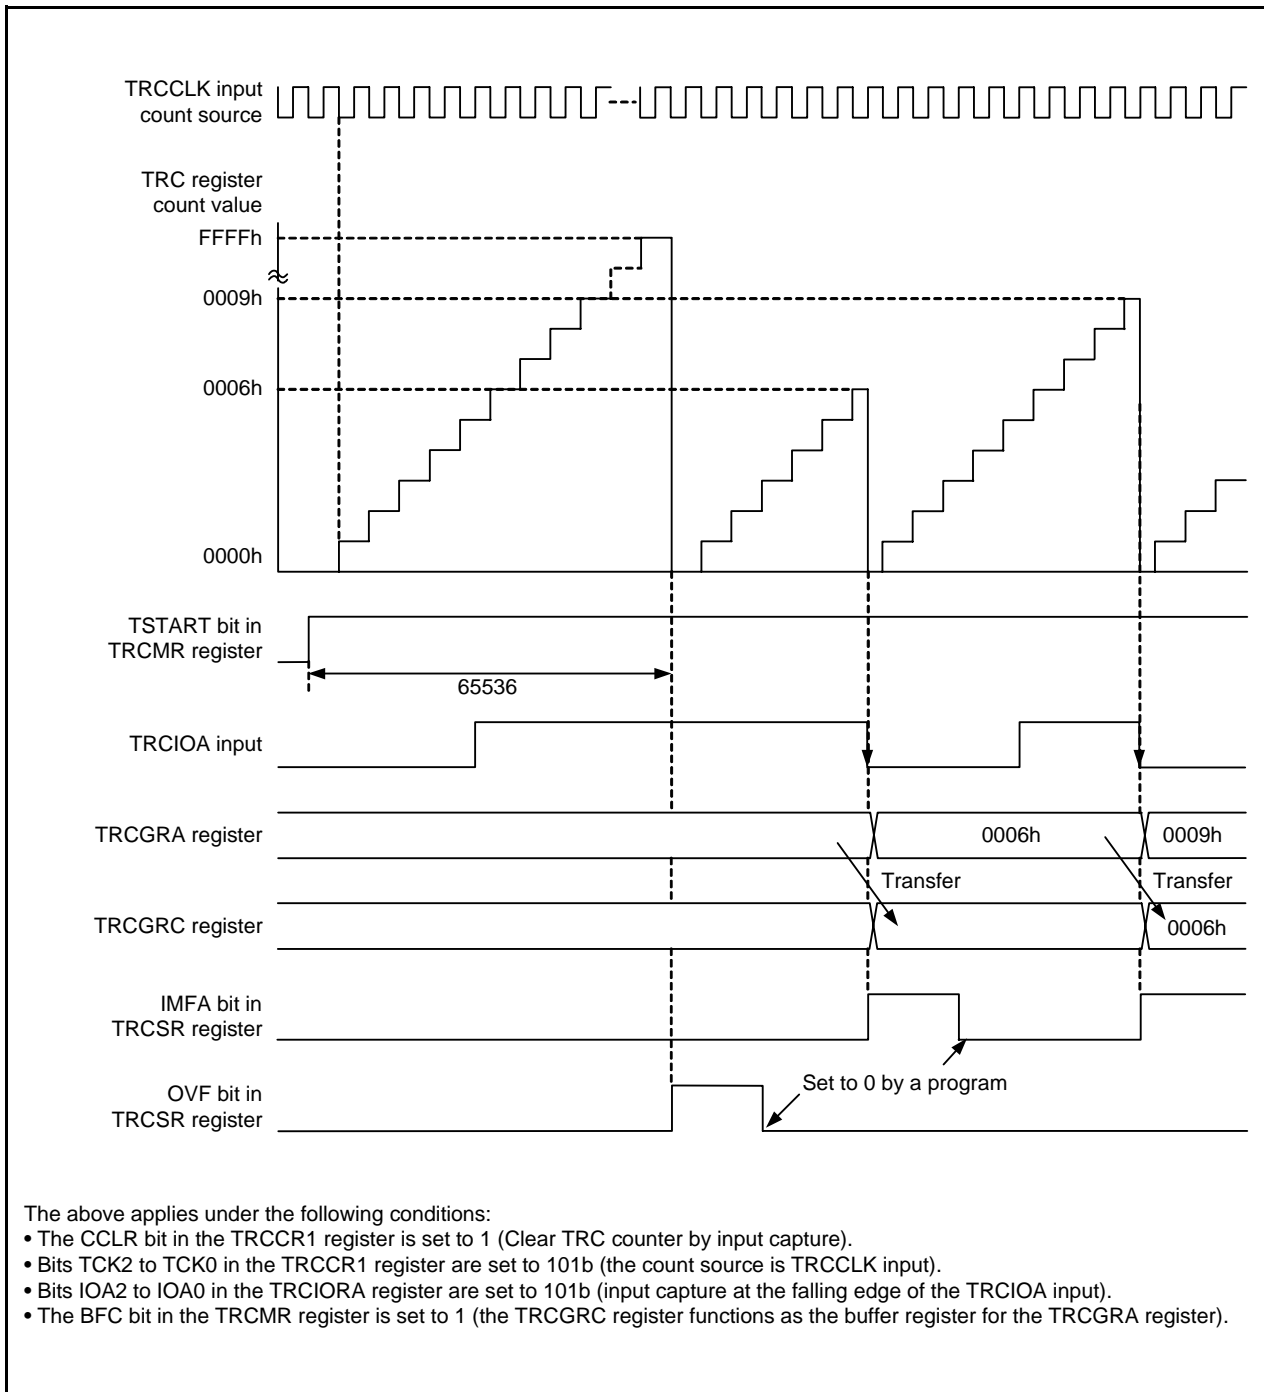 TRCCLK input
count source
TRC register
count value
FFFFh
0009h
0006h
0000h
TSTART bit in
TRCMR register
65536
TRCIOA input
TRCGRA register
0006h
0009h
Transfer
Transfer
TRCGRC register
0006h
IMFA bit in
TRCSR register
Set to 0 by a program
OVF bit in
TRCSR register
The above applies under the following conditions:
• The CCLR bit in the TRCCR1 register is set to 1 (Clear TRC counter by input capture).
• Bits TCK2 to TCK0 in the TRCCR1 register are set to 101b (the count source is TRCCLK input).
• Bits IOA2 to IOA0 in the TRCIORA register are set to 101b (input capture at the falling edge of the TRCIOA input).
• The BFC bit in the TRCMR register is set to 1 (the TRCGRC register functions as the buffer register for the TRCGRA register).